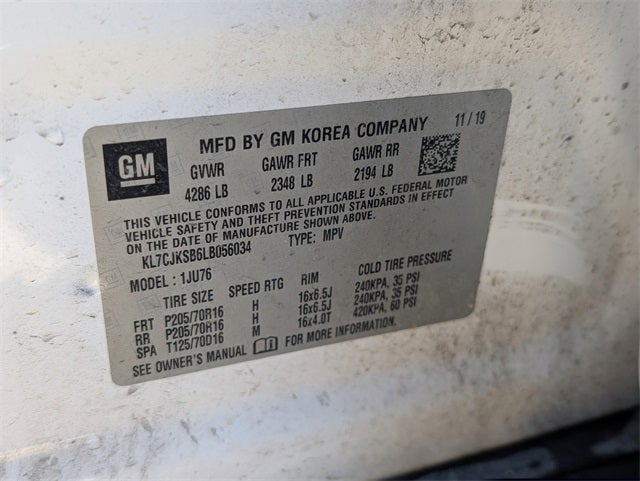 GM
MFD BY GM KOREA COMPANY 11 / 19
GVWR GAWR FRT GAWR RR
4286 LB 2348 LB 2194 LB
THIS VEHICLE CONFORMS TO ALL APPLICABLE U.S. FEDERAL MOTOR
VEHICLE SAFETY AND THEFT PREVENTION STANDARDS IN EFFECT
ON THE DATE OF MANUFACTURE SHOWN ABOVE.
KL7CJKSB6LB056034 TYPE: MPV
MODEL : 1JU76
TIRE SIZE SPEED RTG RIM COLD TIRE PRESSURE
FRT P205/70R16 H 16x6.5J 240KPA, 35 PSI
RR P205/70R16 H 16x6.5J 240KPA, 35 PSI
SPA T125/70D16 M 16x4.0T 420KPA, 60 PSI
SEE OWNER'S MANUAL FOR MORE INFORMATION.